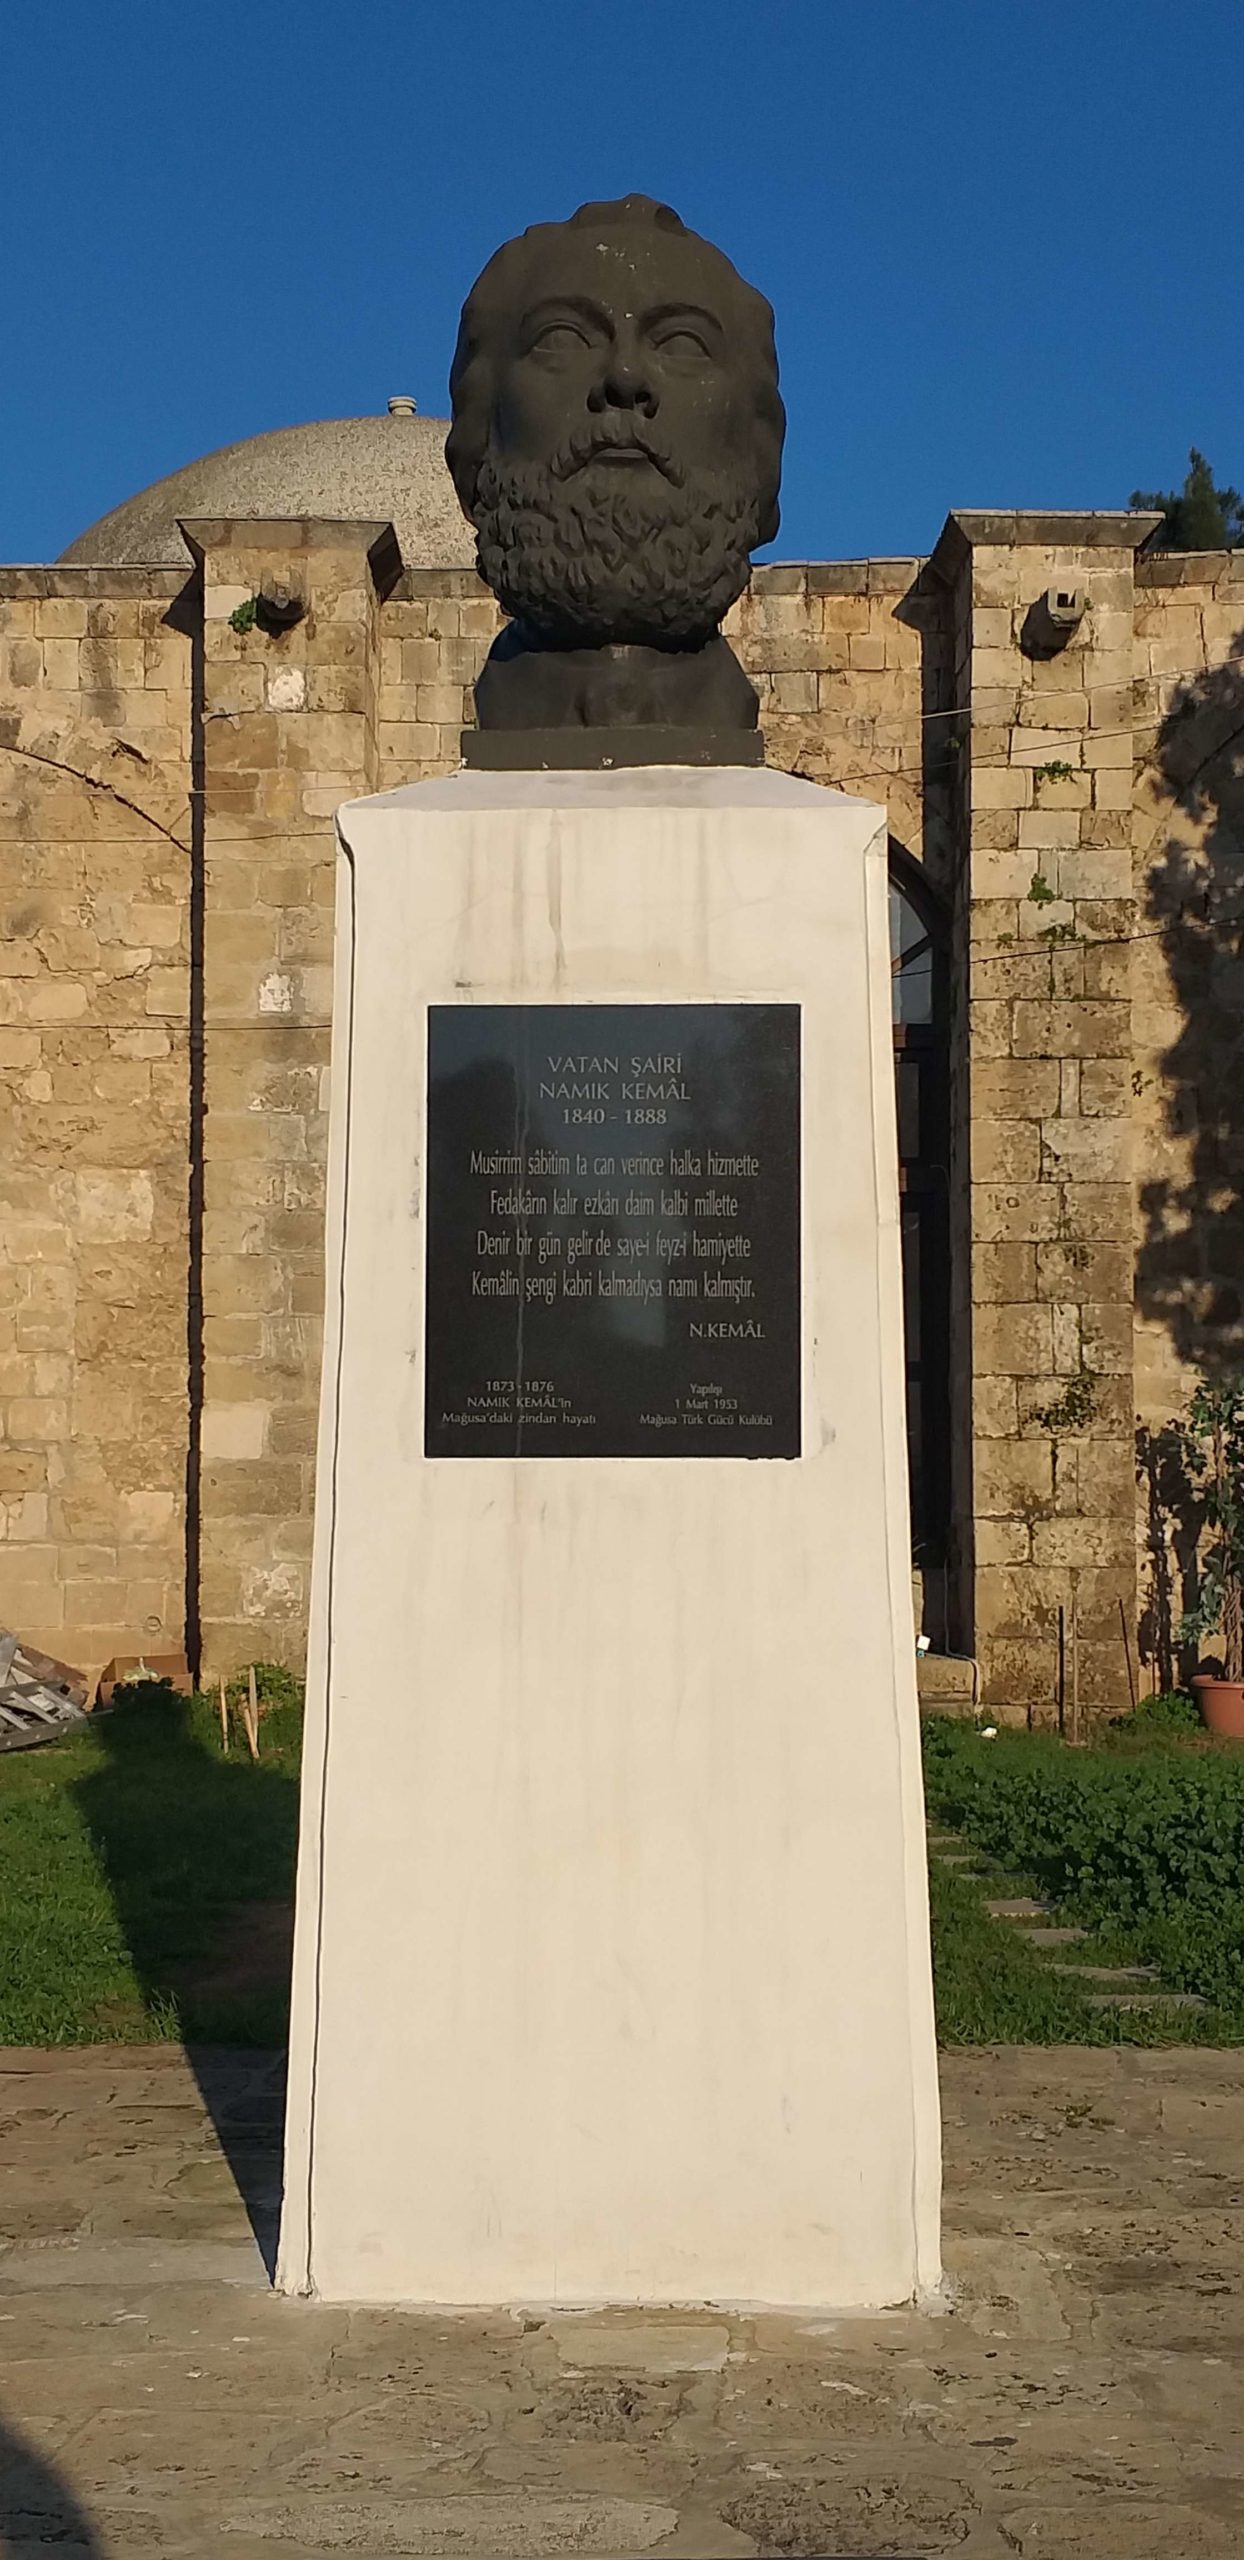 VATAN ŞAİRİ
NAMIK KEMÂL
1840 - 1888
Musirrim sâbitim ta can verince halka hizmette
Fedakârın kalır ezkârı daim kalbi millette
Denir bir gün gelir de saye-i feyz-i hamiyette
Kemâlin şengi kabri kalmadıysa namı kalmıştır.
N.KEMÂL
1873 - 1876
NAMIK KEMÂL'in
Mağusa'daki zindan hayatı
Yapılışı
1 Mart 1953
Mağusa Türk Gücü Kulübü